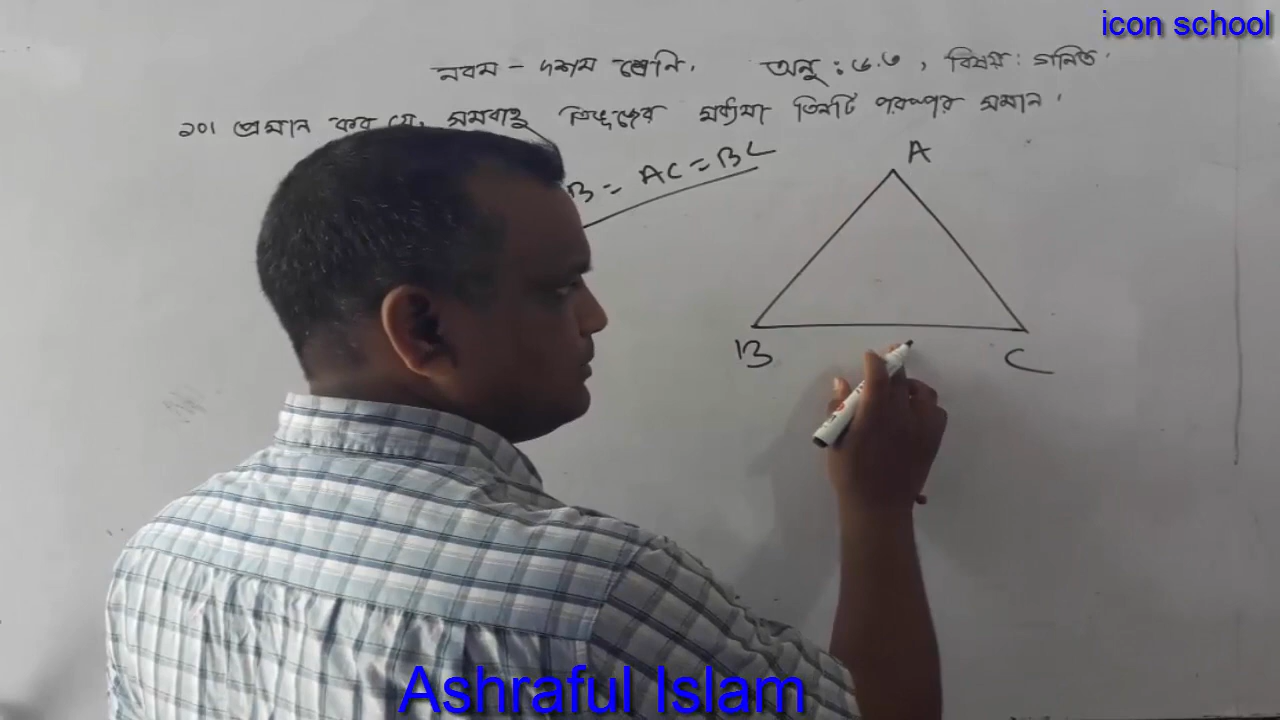 icon school
নবম - দশম শ্রেনি, অনু : ৬.৩, বিষয় : গনিত.
১০। প্রমান কর যে, সমবাহু ত্রিভুজের মধ্যমা তিনটি পরস্পর সমান।
B = AC = BC
A
B
C
Ashraful Islam